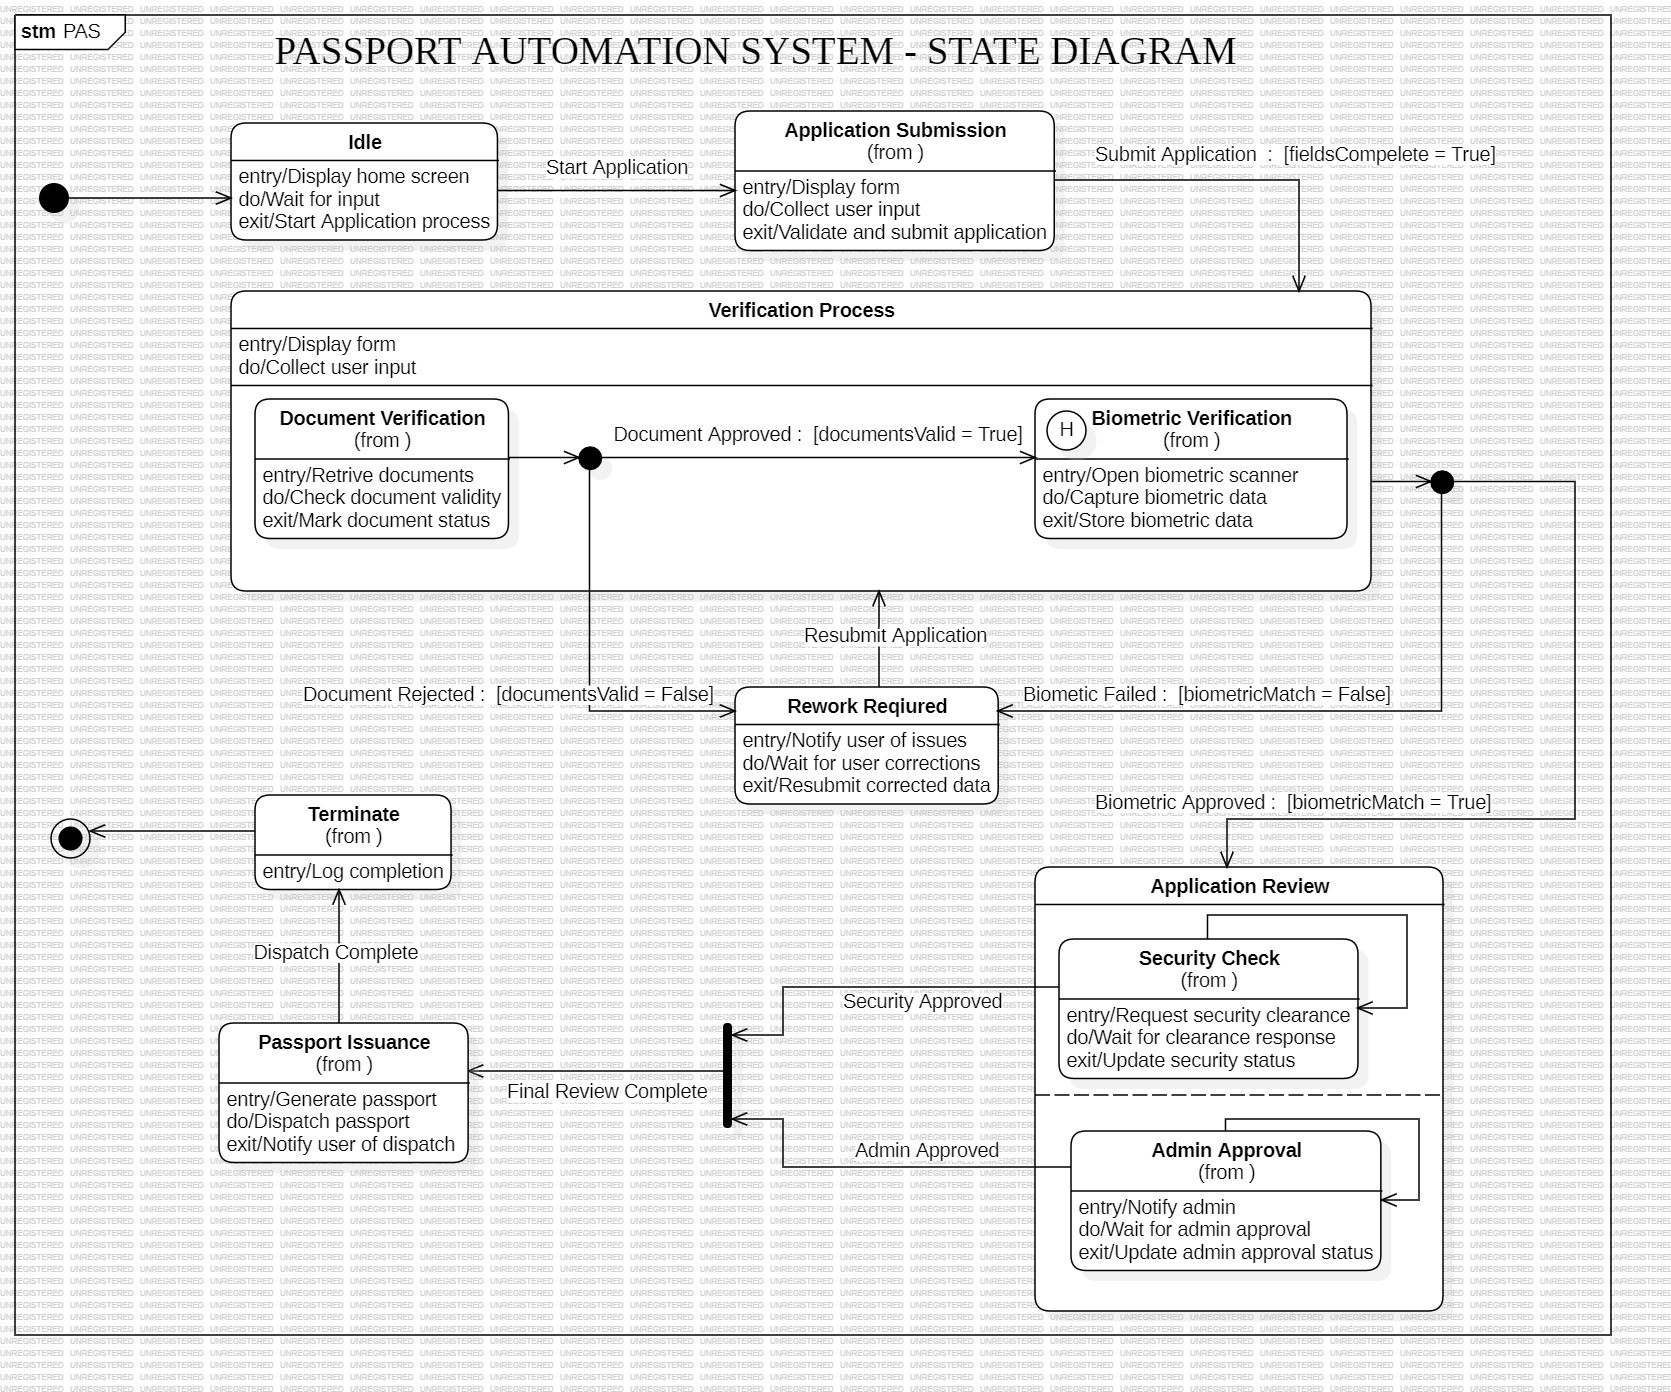 stm PAS
PASSPORT AUTOMATION SYSTEM - STATE DIAGRAM
Idle
entry/Display home screen
do/Wait for input
exit/Start Application process
Start Application
Application Submission
(from )
entry/Display form
do/Collect user input
exit/Validate and submit application
Submit Application : [fieldsCompelete = True]
Verification Process
entry/Display form
do/Collect user input
Document Verification
(from )
entry/Retrive documents
do/Check document validity
exit/Mark document status
Document Approved : [documentsValid = True]
H
Biometric Verification
(from )
entry/Open biometric scanner
do/Capture biometric data
exit/Store biometric data
Resubmit Application
Document Rejected : [documentsValid = False]
Rework Reqiured
entry/Notify user of issues
do/Wait for user corrections
exit/Resubmit corrected data
Biometic Failed : [biometricMatch = False]
Biometric Approved : [biometricMatch = True]
Terminate
(from )
entry/Log completion
Dispatch Complete
Passport Issuance
(from )
entry/Generate passport
do/Dispatch passport
exit/Notify user of dispatch
Final Review Complete
Security Approved
Admin Approved
Application Review
Security Check
(from )
entry/Request security clearance
do/Wait for clearance response
exit/Update security status
Admin Approval
(from )
entry/Notify admin
do/Wait for admin approval
exit/Update admin approval status
UNREGISTERED